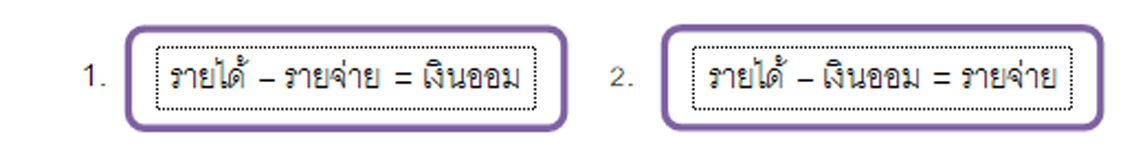 1. รายได้ – รายจ่าย = เงินออม 2. รายได้ – เงินออม = รายจ่าย